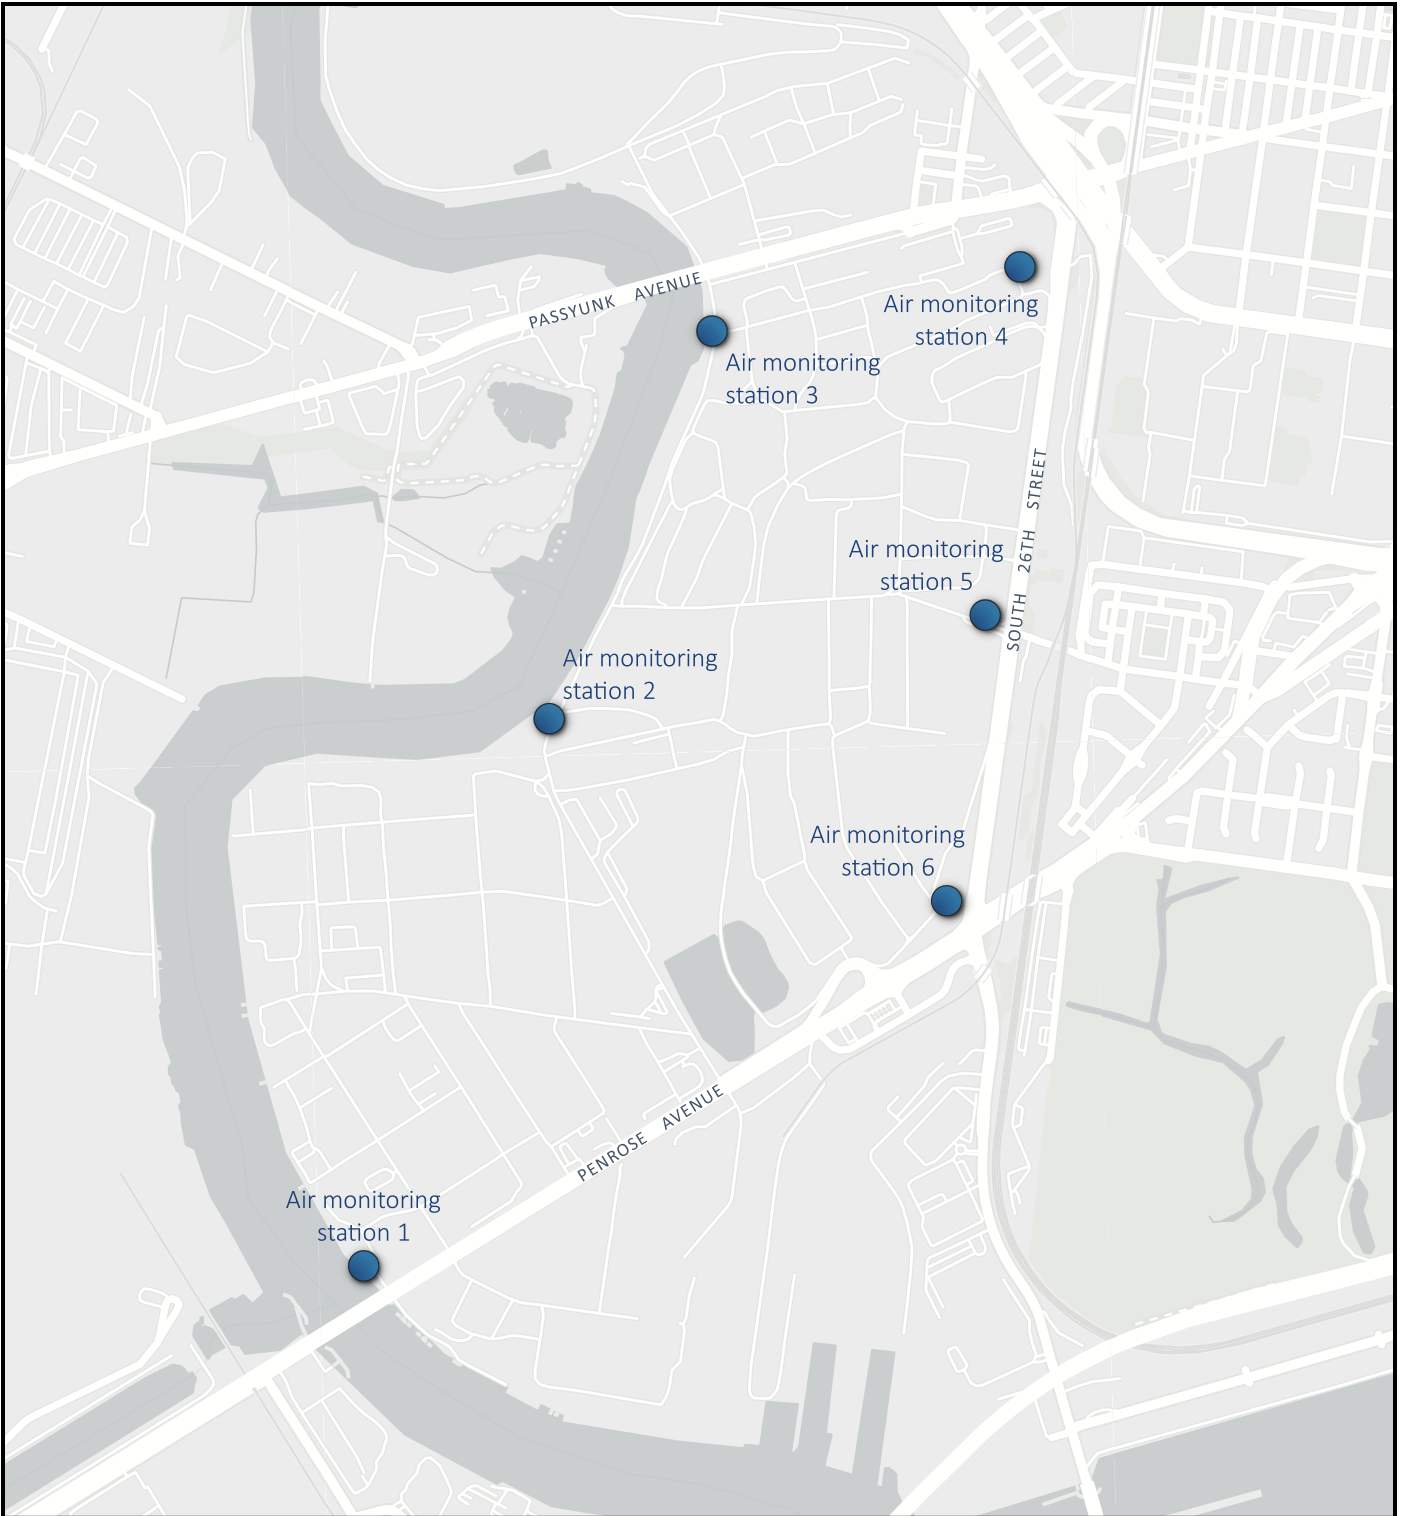 PASSYUNK AVENUE
Air monitoring
station 4
Air monitoring
station 3
SOUTH 26TH STREET
Air monitoring
station 5
Air monitoring
station 2
Air monitoring
station 6
PENROSE AVENUE
Air monitoring
station 1